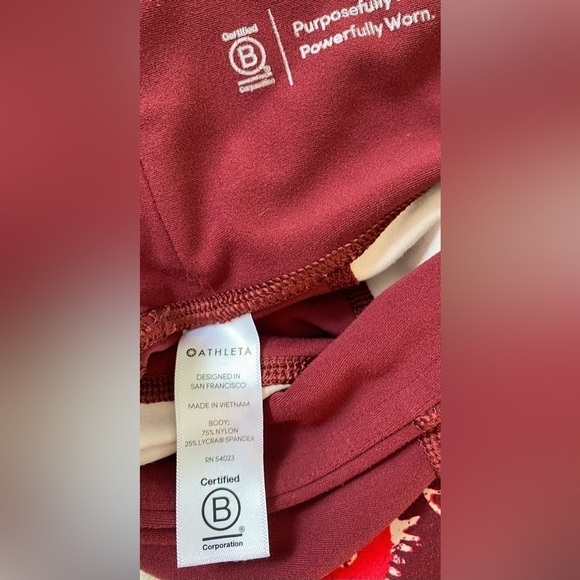 Certified
B
Corporation
Purposefully
Powerfully Worn.
ATHLETA
DESIGNED IN
SAN FRANCISCO
MADE IN VIETNAM
BODY:
75% NYLON
25% LYCRA® SPANDEX
RN 54023
Certified
B
®
Corporation